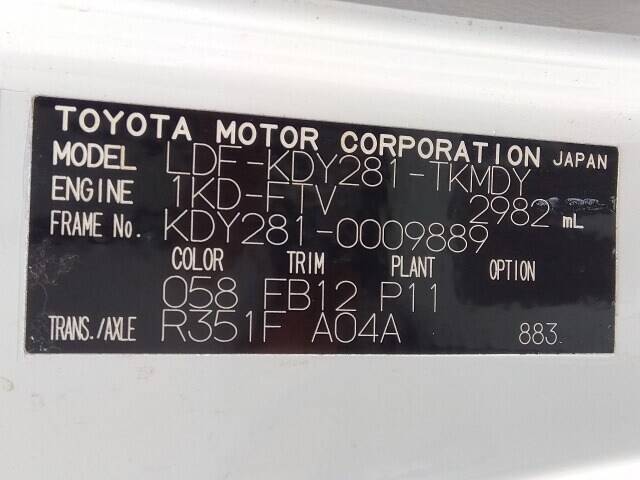 TOYOTA MOTOR CORPORATION JAPAN
MODEL LDF-KDY281-TKMDY
ENGINE 1KD-FTV 2982 mL
FRAME No. KDY281-0009889
COLOR TRIM PLANT OPTION
058 FB12 P11
TRANS./AXLE R351F A04A 883